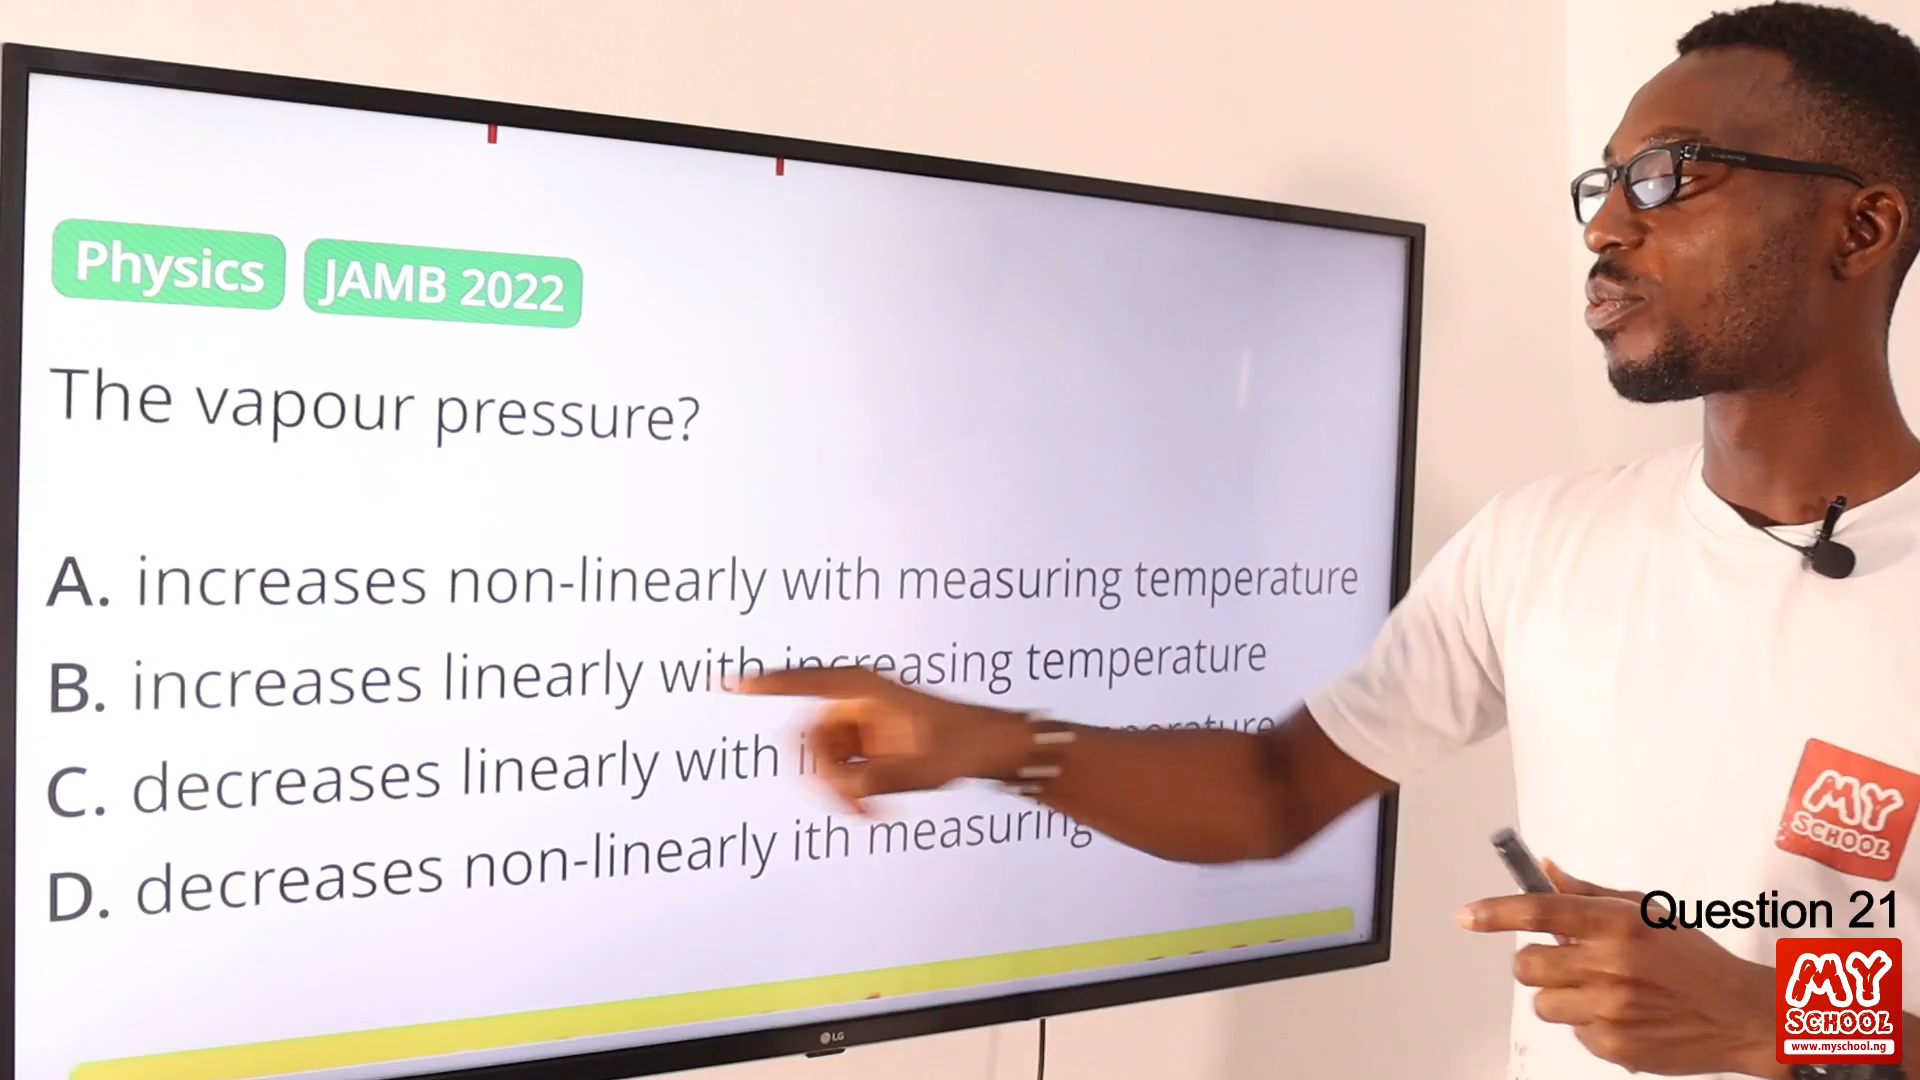 Physics JAMB 2022
The vapour pressure?
A. increases non-linearly with measuring temperature
B. increases linearly with increasing temperature
C. decreases linearly with
D. decreases non-linearly ith measuring
LG
MY
SCHOOL
Question 21
MY
SCHOOL
www.myschool.ng